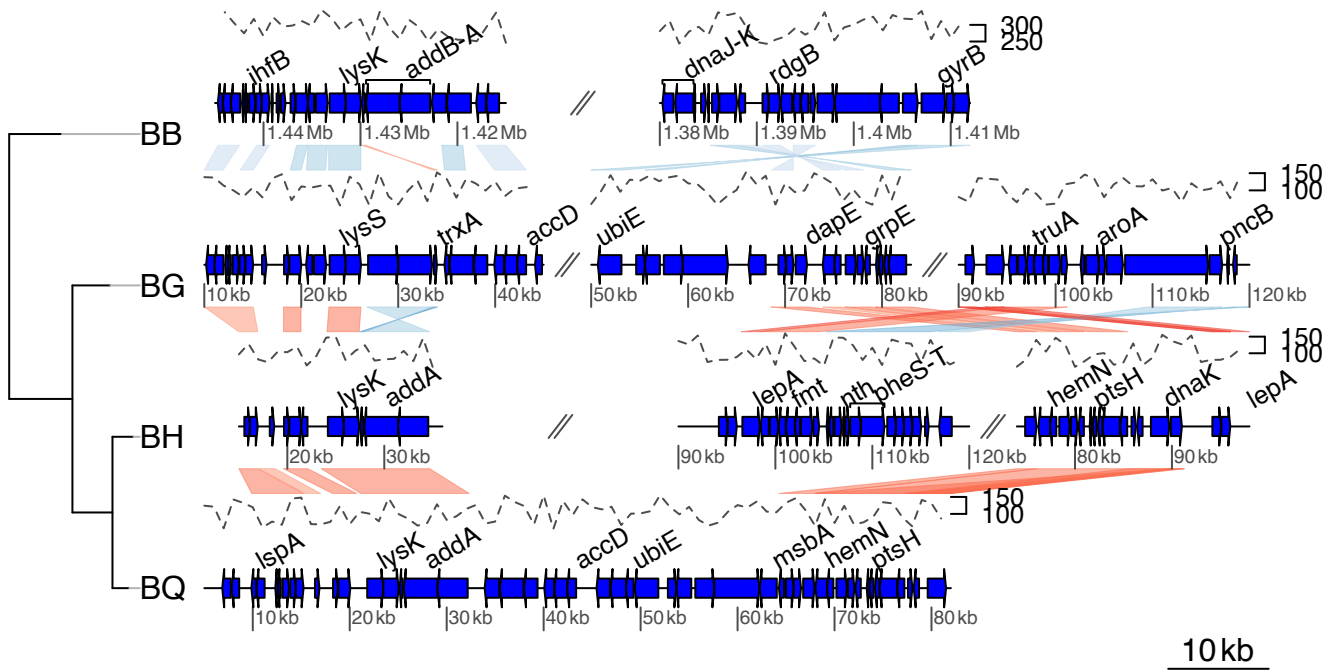 300
250
ihfB lysK addB-A dnaJ-K rdgB gyrB
BB
1.44 Mb 1.43 Mb 1.42 Mb 1.38 Mb 1.39 Mb 1.4 Mb 1.41 Mb
150
100
lysS trxA accD ubiE dapE grpE truA aroA pncB
BG
10 kb 20 kb 30 kb 40 kb 50 kb 60 kb 70 kb 80 kb 90 kb 100 kb 110 kb 120 kb
150
100
lysK addA lepA fmt nth pheS-T hemN ptsH dnaK lepA
BH
20 kb 30 kb 90 kb 100 kb 110 kb 120 kb 80 kb 90 kb
150
100
lspA lysK addA accD ubiE msbA hemN ptsH
BQ
10 kb 20 kb 30 kb 40 kb 50 kb 60 kb 70 kb 80 kb
10 kb